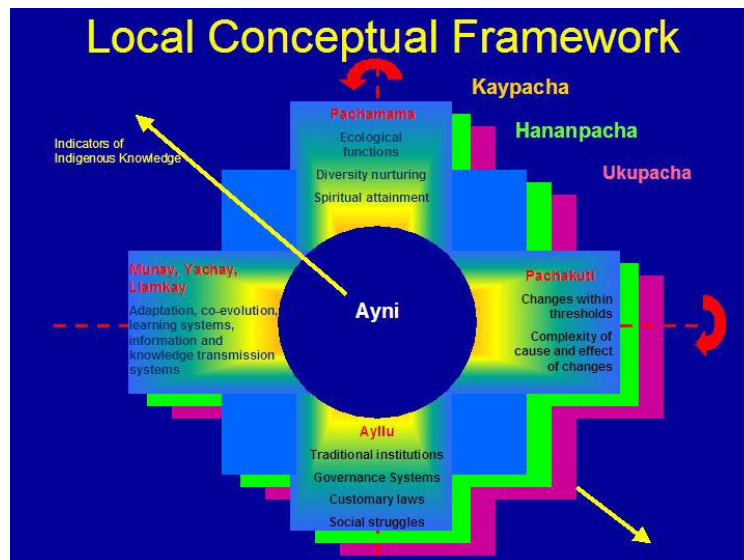 Local Conceptual Framework
Kaypacha
Hananpacha
Ukupacha
Indicators of
Indigenous Knowledge
Pachamama
Ecological
functions
Diversity nurturing
Spiritual attainment
Munay, Yachay,
Llamkay
Adaptation, co-evolution,
learning systems,
information and
knowledge transmission
systems
Ayni
Pachakuti
Changes within
thresholds
Complexity of
cause and effect
of changes
Ayllu
Traditional institutions
Governance Systems
Customary laws
Social struggles